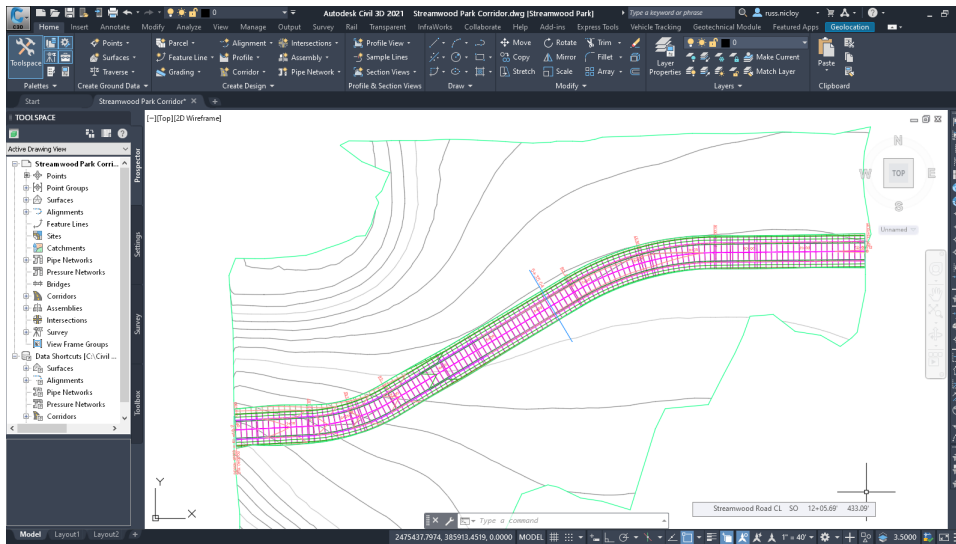 Autodesk Civil 3D 2021 Streamwood Park Corridor.dwg [Streamwood Park]
Type a keyword or phrase
russ.nicloy
C3D
Home Insert Annotate Modify Analyze View Manage Output Survey Rail Transparent InfraWorks Collaborate Help Add-ins Express Tools Vehicle Tracking Geotechnical Module Featured Apps Geolocation
Toolspace
Points
Surfaces
Traverse
Parcel
Feature Line
Grading
Alignment
Profile
Corridor
Intersections
Assembly
Pipe Network
Profile View
Sample Lines
Section Views
Move
Copy
Stretch
Rotate
Mirror
Scale
Trim
Fillet
Array
Layer
Properties
0
Make Current
Match Layer
Paste
Palettes
Create Ground Data
Create Design
Profile & Section Views
Draw
Modify
Layers
Clipboard
Start
Streamwood Park Corridor*
TOOLSPACE
Active Drawing View
Streamwood Park Corri...
Points
Point Groups
Surfaces
Alignments
Feature Lines
Sites
Catchments
Pipe Networks
Pressure Networks
Bridges
Corridors
Assemblies
Intersections
Survey
View Frame Groups
Data Shortcuts [C:\Civil ...
Surfaces
Alignments
Pipe Networks
Pressure Networks
Corridors
Prospector
Settings
Survey
Toolbox
[−][Top][2D Wireframe]
N
W
TOP
E
S
Unnamed
Y
X
Streamwood Road CL SO 12+05.69' 433.09'
Type a command
Model Layout1 Layout2 +
2475437.7974, 385913.4519, 0.0000 MODEL
1" = 40'
3.5000